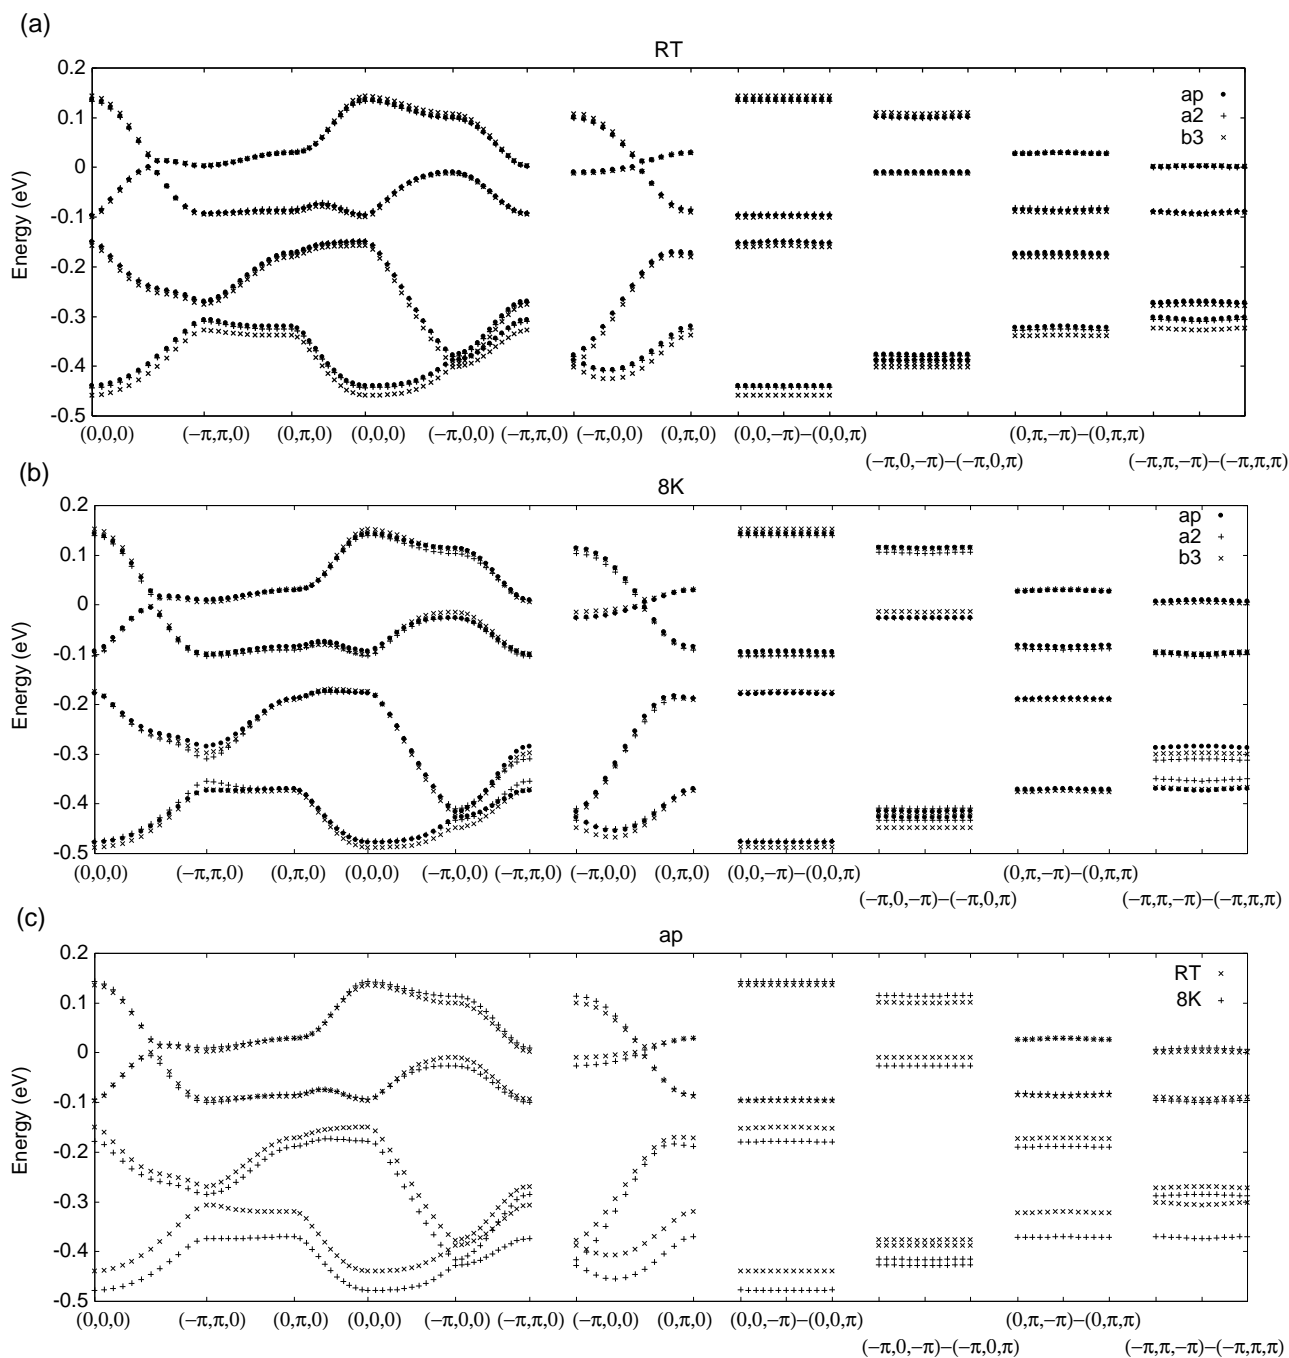 (a)
RT
0.2
0.1
0
-0.1
-0.2
-0.3
-0.4
-0.5
Energy (eV)
ap
a2
b3
(0,0,0)
(−π,π,0)
(0,π,0)
(0,0,0)
(−π,0,0)
(−π,π,0)
(−π,0,0)
(0,π,0)
(0,0,−π)−(0,0,π)
(−π,0,−π)−(−π,0,π)
(0,π,−π)−(0,π,π)
(−π,π,−π)−(−π,π,π)
(b)
8K
0.2
0.1
0
-0.1
-0.2
-0.3
-0.4
-0.5
Energy (eV)
ap
a2
b3
(0,0,0)
(−π,π,0)
(0,π,0)
(0,0,0)
(−π,0,0)
(−π,π,0)
(−π,0,0)
(0,π,0)
(0,0,−π)−(0,0,π)
(−π,0,−π)−(−π,0,π)
(0,π,−π)−(0,π,π)
(−π,π,−π)−(−π,π,π)
(c)
ap
0.2
0.1
0
-0.1
-0.2
-0.3
-0.4
-0.5
Energy (eV)
RT
8K
(0,0,0)
(−π,π,0)
(0,π,0)
(0,0,0)
(−π,0,0)
(−π,π,0)
(−π,0,0)
(0,π,0)
(0,0,−π)−(0,0,π)
(−π,0,−π)−(−π,0,π)
(0,π,−π)−(0,π,π)
(−π,π,−π)−(−π,π,π)